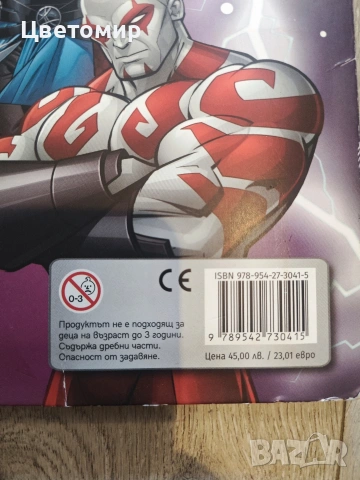 Цветомир
ISBN 978-954-27-3041-5
0-3
CE
Продуктът не е подходящ за
деца на възраст до 3 години.
Съдържа дребни части.
Опасност от задавяне.
9 789542 730415
Цена 45,00 лв. / 23,01 евро
BAZAR